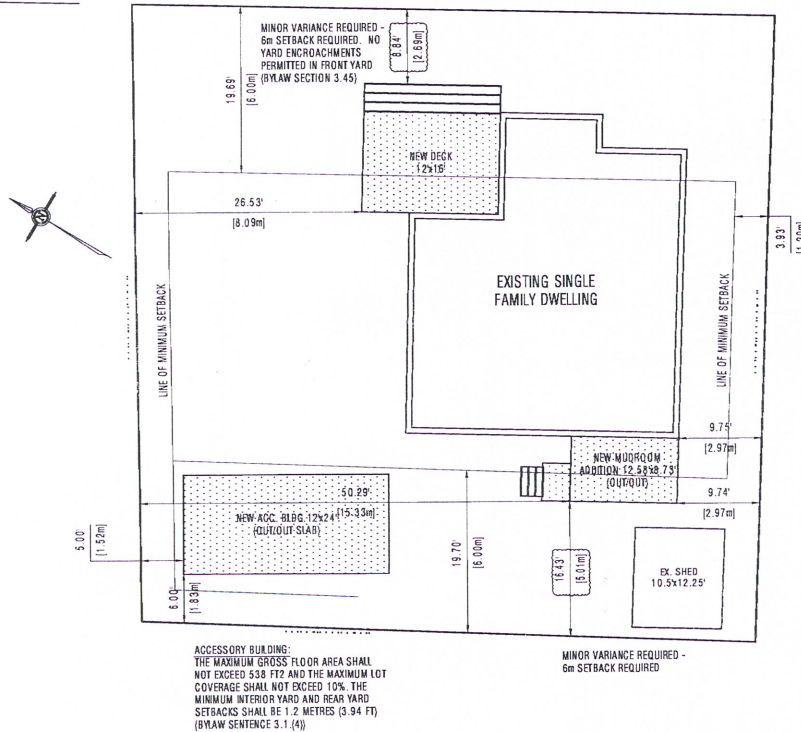 MINOR VARIANCE REQUIRED -
6m SETBACK REQUIRED. NO
YARD ENCROACHMENTS
PERMITTED IN FRONT YARD
(BYLAW SECTION 3.45)
8.84'
[2.69m]
19.69'
[6.00m]
NEW DECK
12'x16'
26.53'
[8.09m]
N
3.93'
[1.20m]
EXISTING SINGLE
FAMILY DWELLING
LINE OF MINIMUM SETBACK
LINE OF MINIMUM SETBACK
9.75'
[2.97m]
NEW MUDROOM
ADDITION 12.58'x8.73'
(OUT/OUT)
9.74'
[2.97m]
50.29'
[15.33m]
NEW ACC. BLDG. 12'x24'
(OUT/OUT SLAB)
5.00'
[1.52m]
6.00'
[1.83m]
19.70'
[6.00m]
16.43'
[5.01m]
EX. SHED
10.5'x12.25'
MINOR VARIANCE REQUIRED -
6m SETBACK REQUIRED
ACCESSORY BUILDING:
THE MAXIMUM GROSS FLOOR AREA SHALL
NOT EXCEED 538 FT2 AND THE MAXIMUM LOT
COVERAGE SHALL NOT EXCEED 10%. THE
MINIMUM INTERIOR YARD AND REAR YARD
SETBACKS SHALL BE 1.2 METRES (3.94 FT)
(BYLAW SENTENCE 3.1.(4))